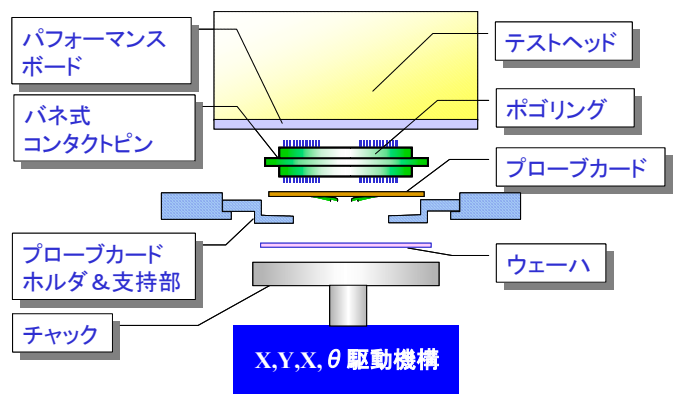 パフォーマンス
ボード
テストヘッド
バネ式
コンタクトピン
ポゴリング
プローブカード
プローブカード
ホルダ＆支持部
ウェーハ
チャック
X,Y,X,θ駆動機構